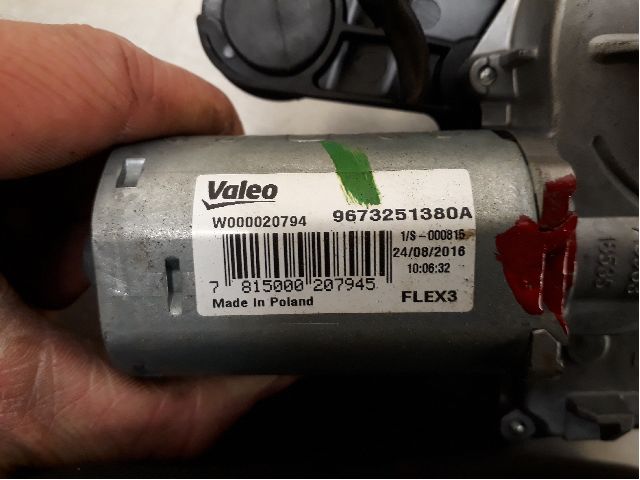 Valeo
W000020794 9673251380A
1/S-000815
24/08/2016
10:06:32
7 815000 207945
Made In Poland FLEX3